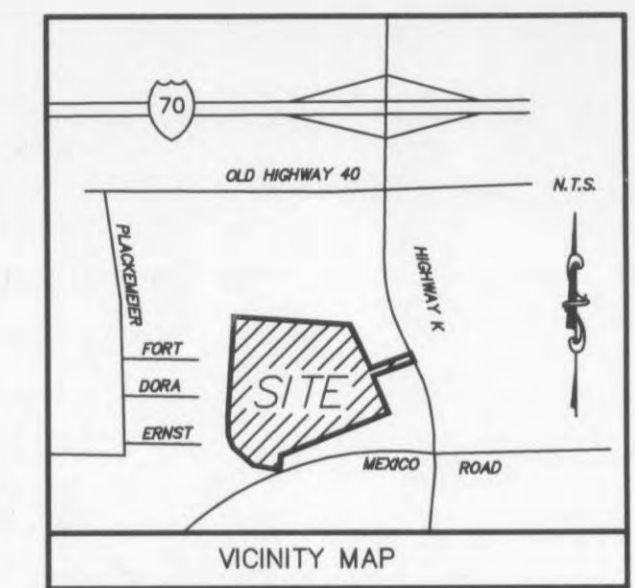 70
OLD HIGHWAY 40
N.T.S.
PLACKEMEIER
HIGHWAY K
FORT
DORA
ERNST
SITE
MEXICO ROAD
VICINITY MAP